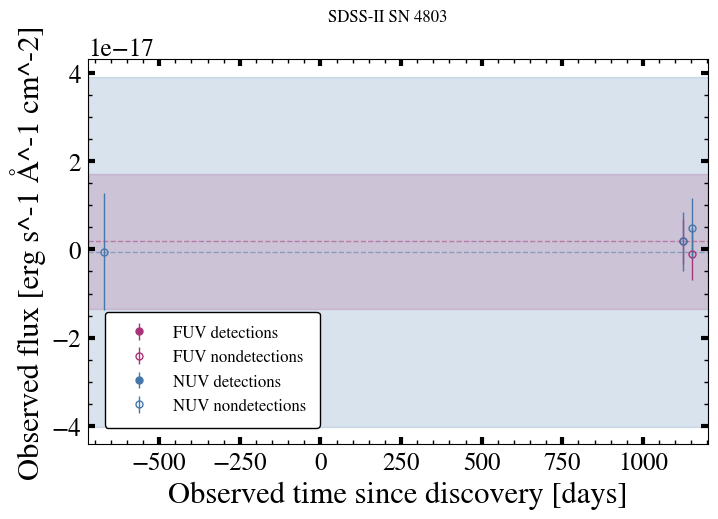 SDSS-II SN 4803
1e−17
Observed flux [erg s^-1 Å^-1 cm^-2]
4
2
0
−2
−4
FUV detections
FUV nondetections
NUV detections
NUV nondetections
−500 −250 0 250 500 750 1000
Observed time since discovery [days]